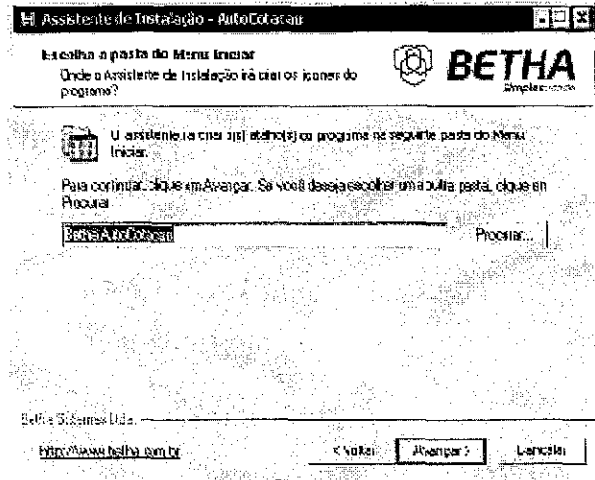 Assistente de Instalação - AutoCotacao
Escolha a pasta do Menu Iniciar
Onde o Assistente de Instalação irá criar os ícones do
programa?
BETHA
O assistente irá criar o(s) atalho(s) ao programa na seguinte pasta do Menu
Iniciar.
Para continuar, clique em Avançar. Se você deseja escolher uma outra pasta, clique em
Procurar.
Betha AutoCotacao
Procurar...
Betha Sistemas Ltda.
http://www.betha.com.br
< Voltar
Avançar >
Cancelar